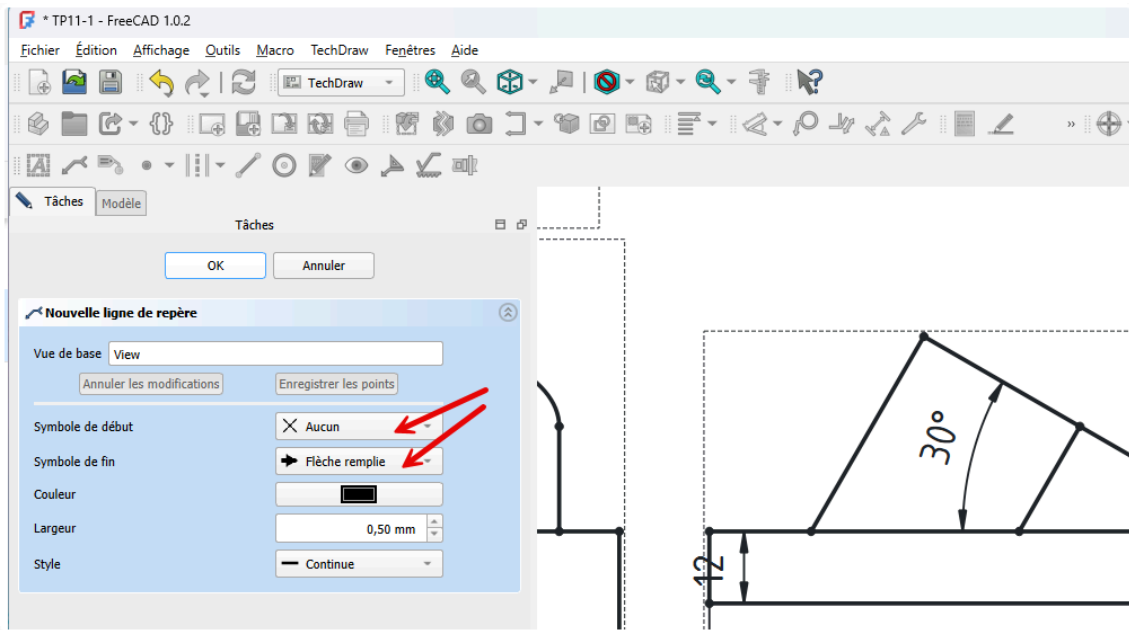 * TP11-1 - FreeCAD 1.0.2
Fichier Édition Affichage Outils Macro TechDraw Fenêtres Aide
TechDraw
»
Tâches Modèle
Tâches
OK Annuler
Nouvelle ligne de repère
Vue de base View
Annuler les modifications Enregistrer les points
Symbole de début Aucun
Symbole de fin Flèche remplie
Couleur
Largeur 0,50 mm
Style Continue
30°
12